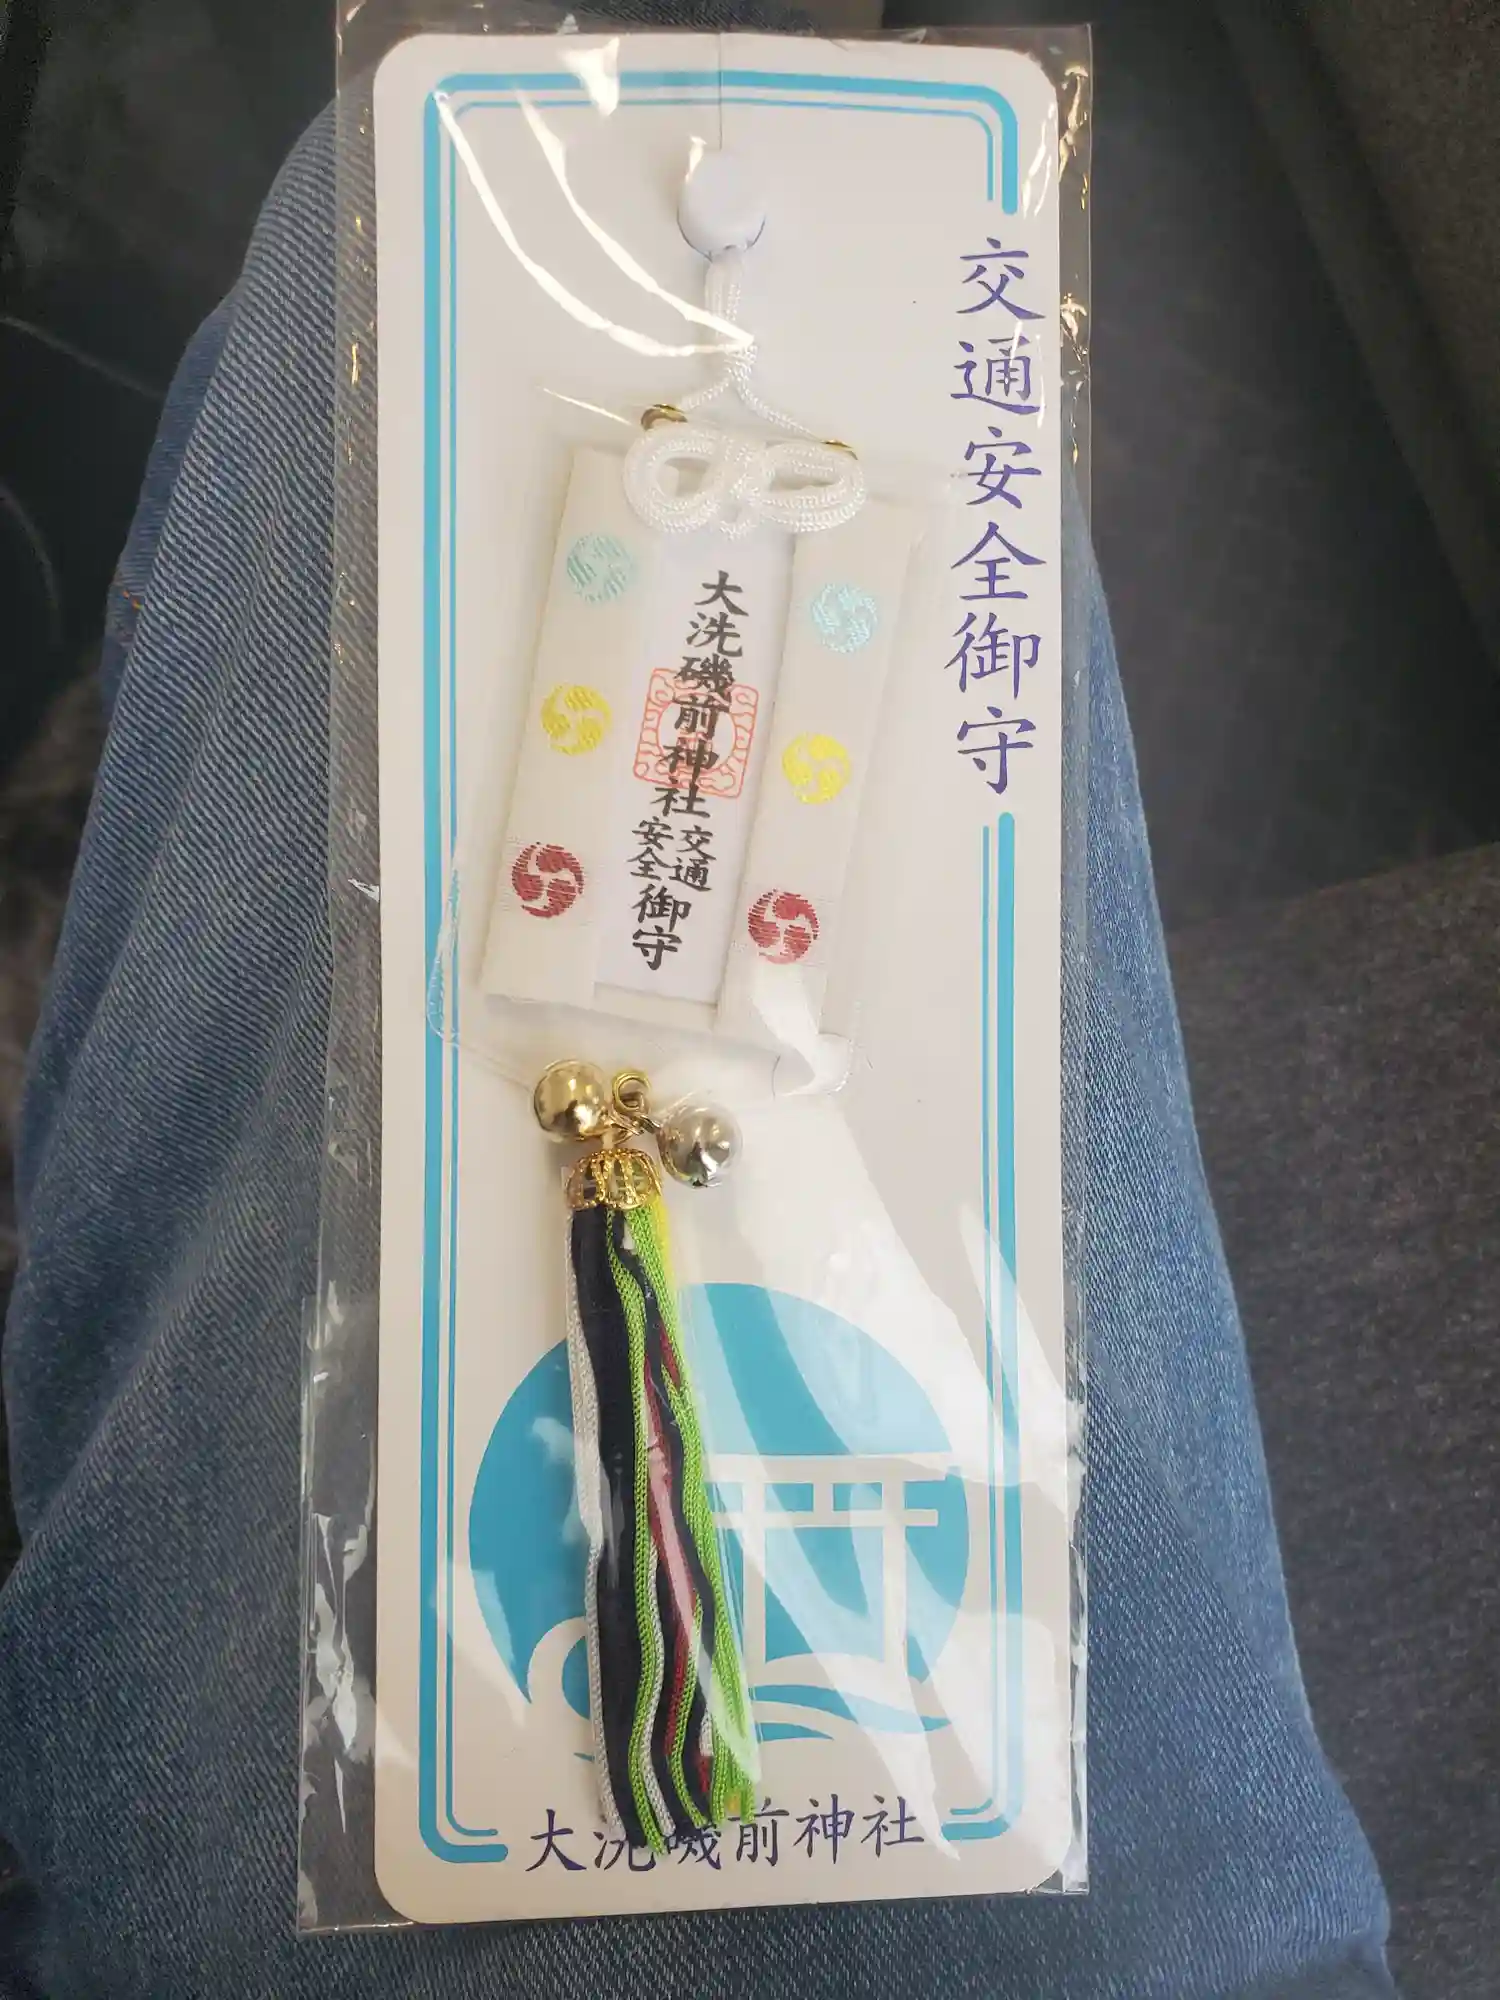 交通安全御守
大洗磯前神社
交通
安全
御守
大洗磯前神社